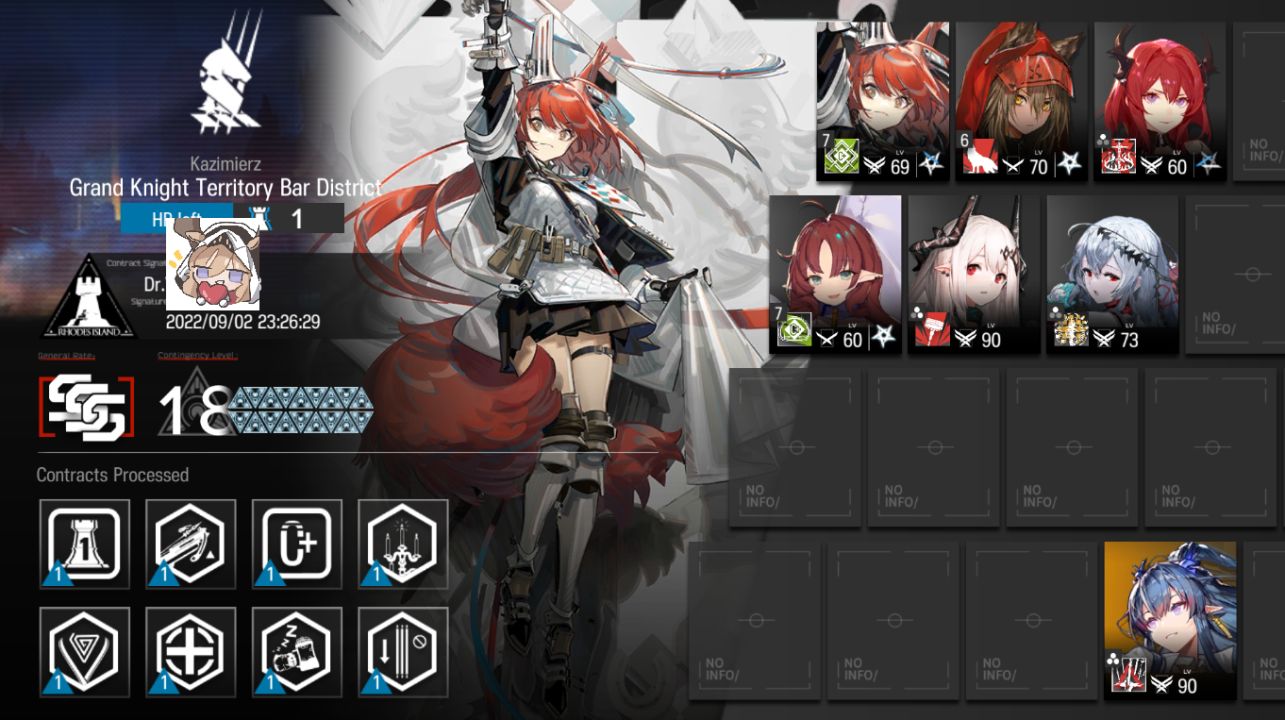 Kazimierz
Grand Knight Territory Bar District
1
Contract Signat
Dr.
Signature
2022/09/02 23:26:29
RHODES ISLAND
General Rate:
Contingency Level:
SSS
18
Contracts Processed
1
1
1
1
1
1
1
1
1
Z
Z
Z
7
LV
69
6
LV
70
LV
60
NO
INFO/
7
LV
60
LV
90
LV
73
NO
INFO/
NO
INFO/
NO
INFO/
NO
INFO/
NO
INFO/
NO
INFO/
NO
INFO/
NO
INFO/
LV
90
NO
INFO